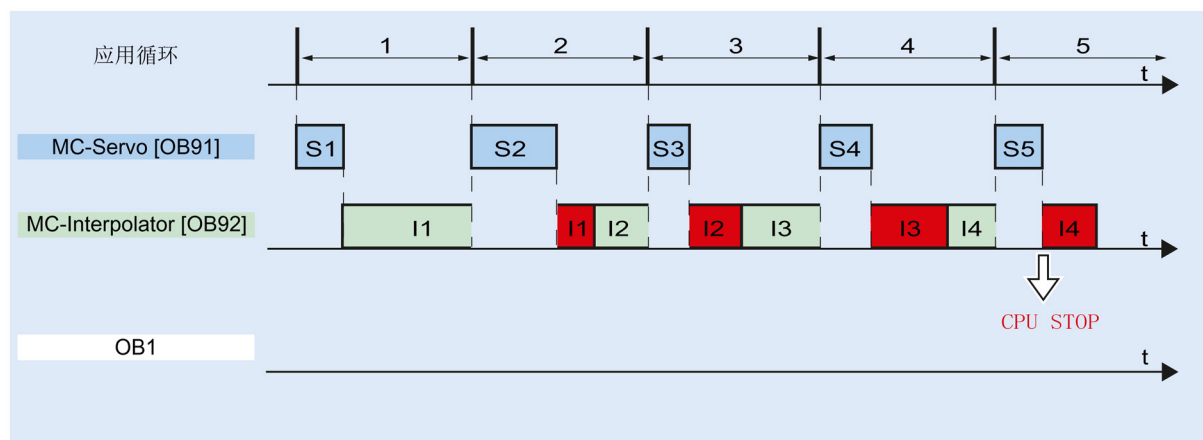 应用循环 1 2 3 4 5
t
MC-Servo [OB91] S1 S2 S3 S4 S5
MC-Interpolator [OB92] I1 I1 I2 I2 I3 I3 I4 I4
t
CPU STOP
OB1
t